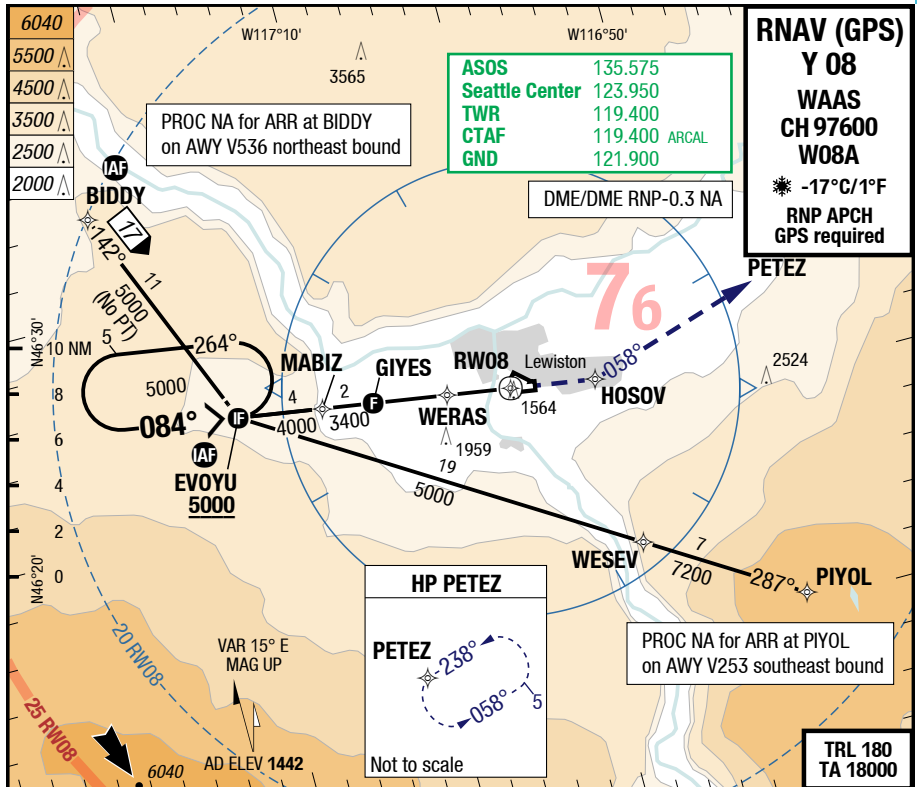 6040
5500
4500
3500
2500
2000
W117°10'
W116°50'
3565
RNAV (GPS)
Y 08
WAAS
CH 97600
W08A
-17°C/1°F
RNP APCH
GPS required
ASOS 135.575
Seattle Center 123.950
TWR 119.400
CTAF 119.400 ARCAL
GND 121.900
PROC NA for ARR at BIDDY
on AWY V536 northeast bound
DME/DME RNP-0.3 NA
IAF
BIDDY
17
142°
11
5000
(No PT)
76
PETEZ
N46°30'
10 NM
5
264°
5000
084°
MABIZ
GIYES
RW08
Lewiston
058°
2524
4
2
F
4000
3400
WERAS
1564
HOSOV
8
6
4
2
0
IF
IAF
EVOYU
5000
1959
19
5000
WESEV
7
7200
287°
PIYOL
N46°20'
HP PETEZ
PETEZ
238°
058°
5
Not to scale
PROC NA for ARR at PIYOL
on AWY V253 southeast bound
20 RW08
VAR 15° E
MAG UP
25 RW08
6040
AD ELEV 1442
TRL 180
TA 18000